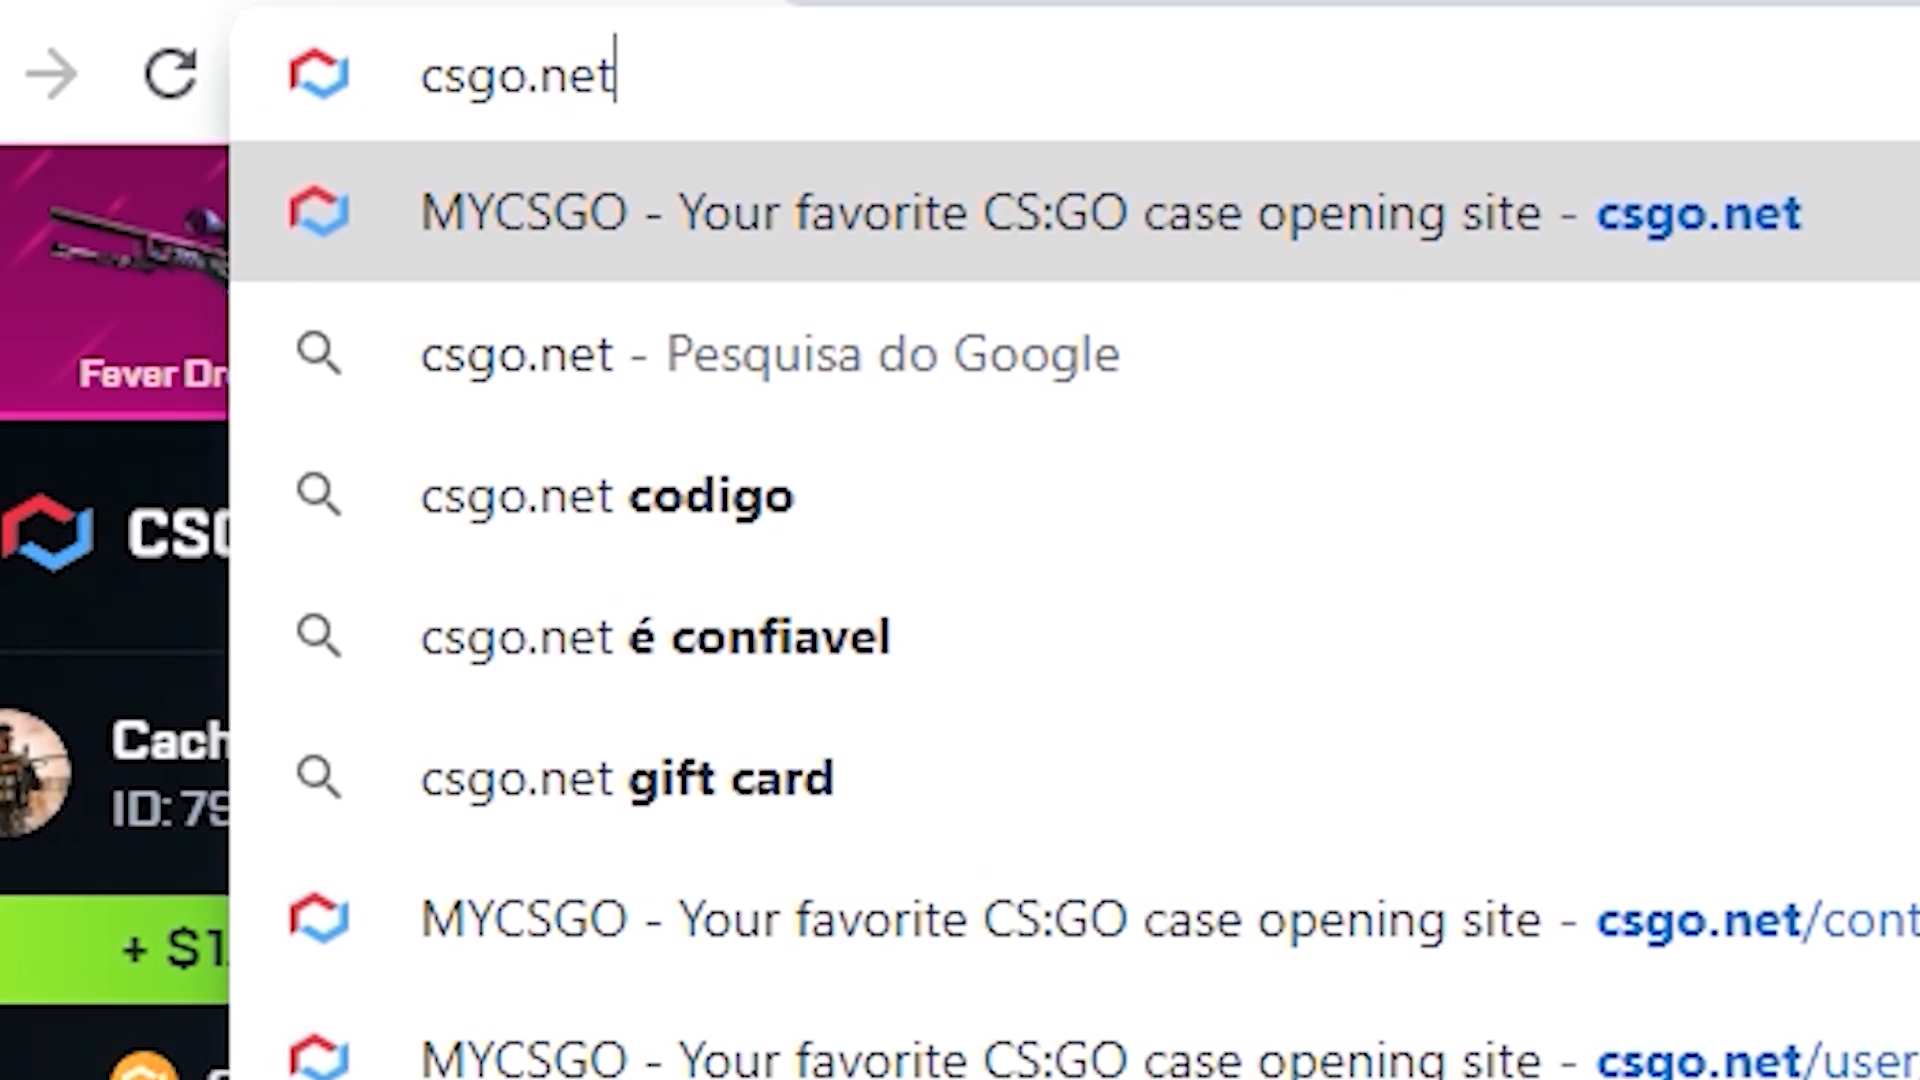 csgo.net
MYCSGO - Your favorite CS:GO case opening site - csgo.net
csgo.net - Pesquisa do Google
Fever Dr
csgo.net codigo
CSG
csgo.net é confiavel
Cach
ID: 79
csgo.net gift card
MYCSGO - Your favorite CS:GO case opening site - csgo.net/cont
+ $1
MYCSGO - Your favorite CS:GO case opening site - csgo.net/user